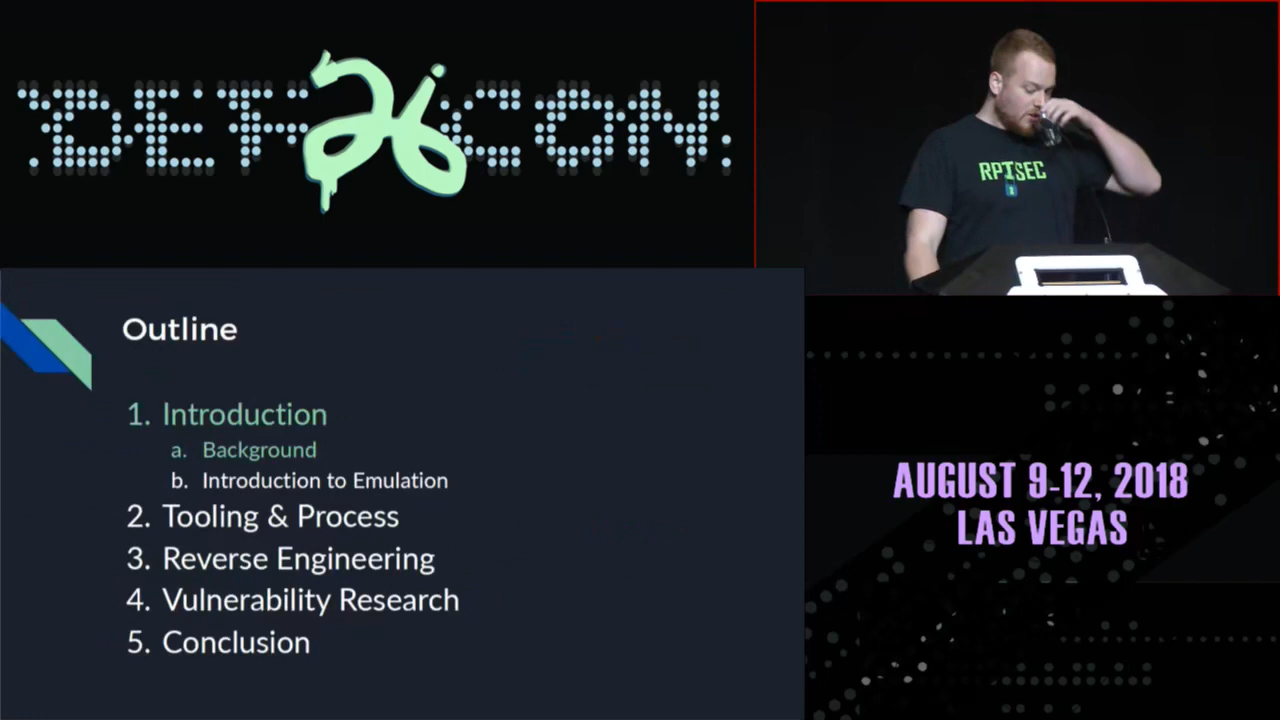 DEF 26 CON
RPISEC
Outline
1. Introduction
a. Background
b. Introduction to Emulation
2. Tooling & Process
3. Reverse Engineering
4. Vulnerability Research
5. Conclusion
AUGUST 9-12, 2018
LAS VEGAS